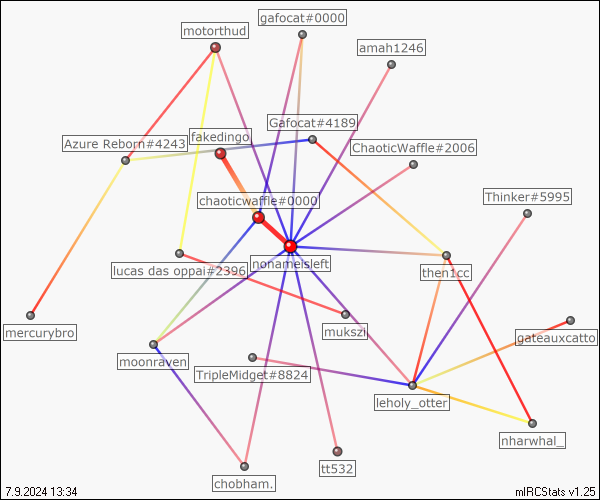 gafocat#0000
motorthud
amah1246
Gafocat#4189
fakedingo
Azure Reborn#4243
ChaoticWaffle#2006
chaoticwaffle#0000
Thinker#5995
nonameisleft
lucas das oppai#2396
then1cc
mukszi
mercurybro
gateauxcatto
moonraven
TripleMidget#8824
leholy_otter
nharwhal_
tt532
chobham.
7.9.2024 13:34
mIRCStats v1.25